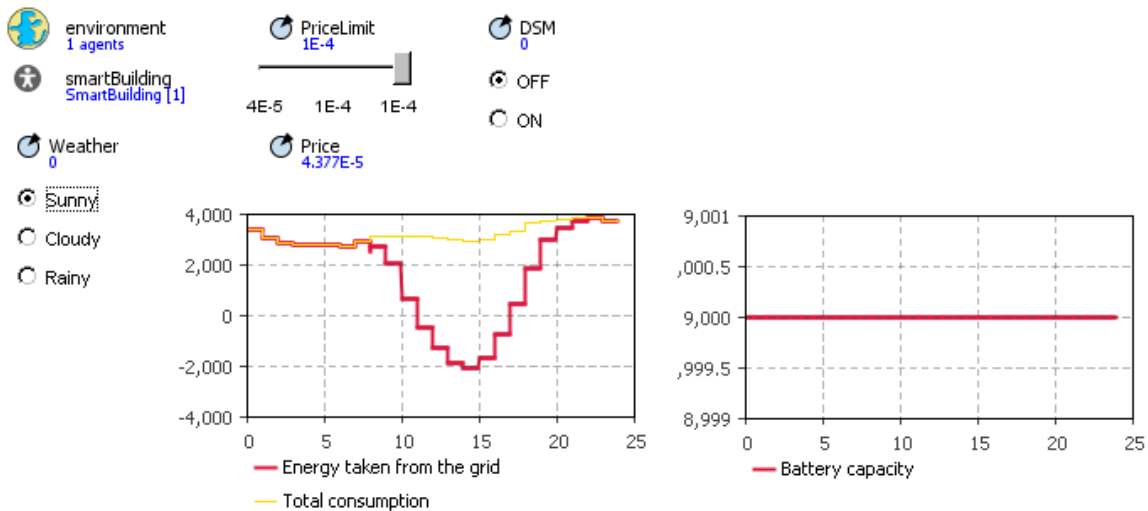 environment
1 agents
PriceLimit
1E-4
DSM
0
smartBuilding
SmartBuilding [1]
4E-5 1E-4 1E-4
OFF
ON
Weather
0
Price
4.377E-5
Sunny
Cloudy
Rainy
4,000
2,000
0
-2,000
-4,000
0 5 10 15 20 25
Energy taken from the grid
Total consumption
9,001
,000.5
9,000
,999.5
8,999
0 5 10 15 20 25
Battery capacity